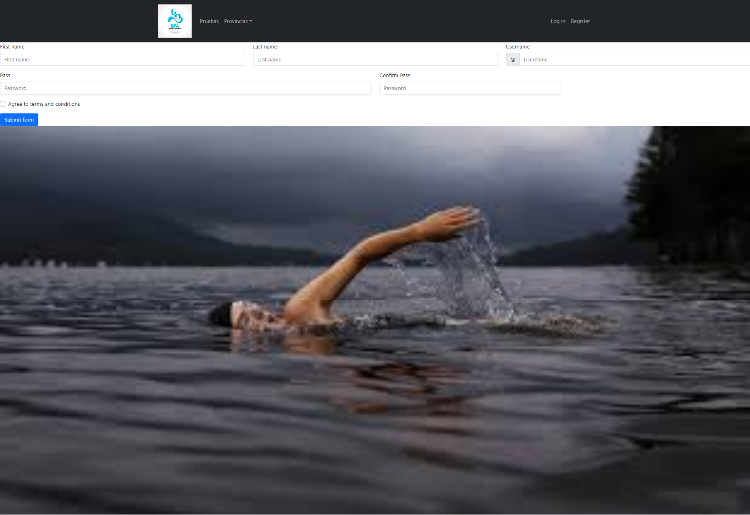 Pruebas Provincias Log in Register
First name Last name Username
First name Last name @ Username
Pass Confirm Pass
Password Password
Agree to terms and conditions
Submit form